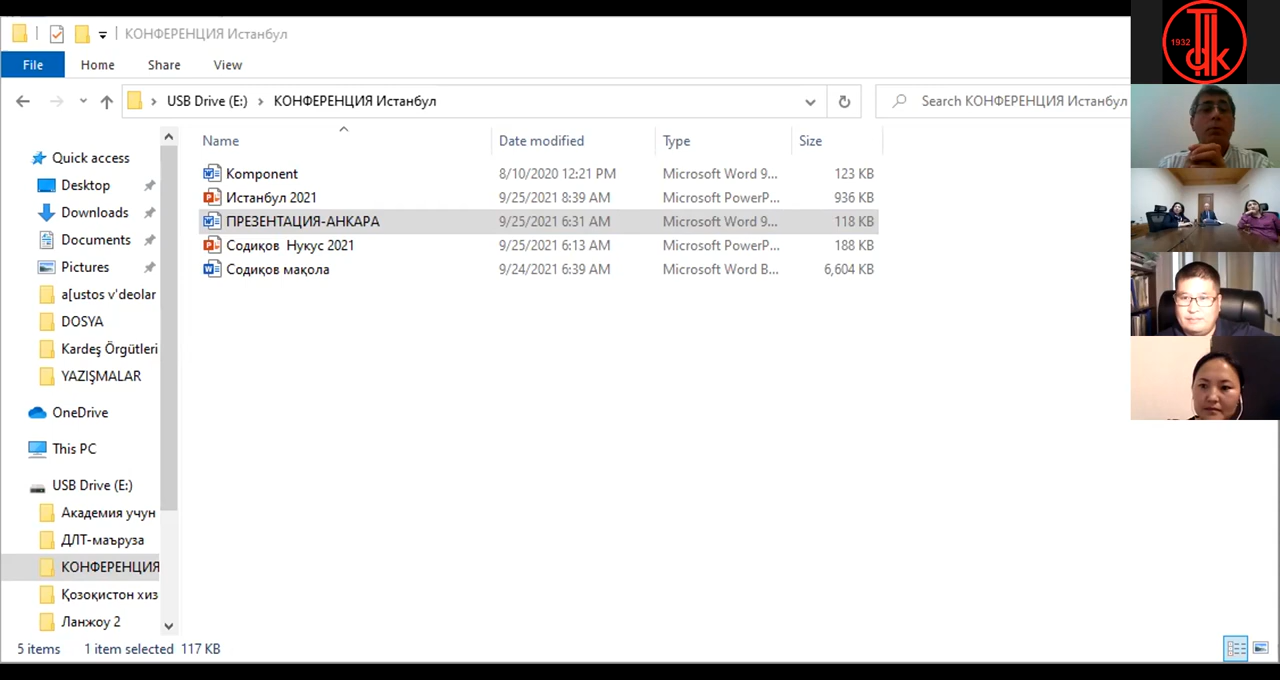 КОНФЕРЕНЦИЯ Истанбул
File Home Share View
USB Drive (E:) КОНФЕРЕНЦИЯ Истанбул
Search КОНФЕРЕНЦИЯ Истанбул
Name Date modified Type Size
Komponent 8/10/2020 12:21 PM Microsoft Word 9... 123 KB
Истанбул 2021 9/25/2021 8:39 AM Microsoft PowerP... 936 KB
ПРЕЗЕНТАЦИЯ-АНКАРА 9/25/2021 6:31 AM Microsoft Word 9... 118 KB
Содиқов Нукус 2021 9/25/2021 6:13 AM Microsoft PowerP... 188 KB
Содиқов мақола 9/24/2021 6:39 AM Microsoft Word B... 6,604 KB
Quick access
Desktop
Downloads
Documents
Pictures
a[ustos v'deolar
DOSYA
Kardeş Örgütleri
YAZIŞMALAR
OneDrive
This PC
USB Drive (E:)
Академия учун
ДЛТ-маъруза
КОНФЕРЕНЦИЯ
Қозоқистон хиз
Ланжоу 2
5 items 1 item selected 117 KB
1932
TDK